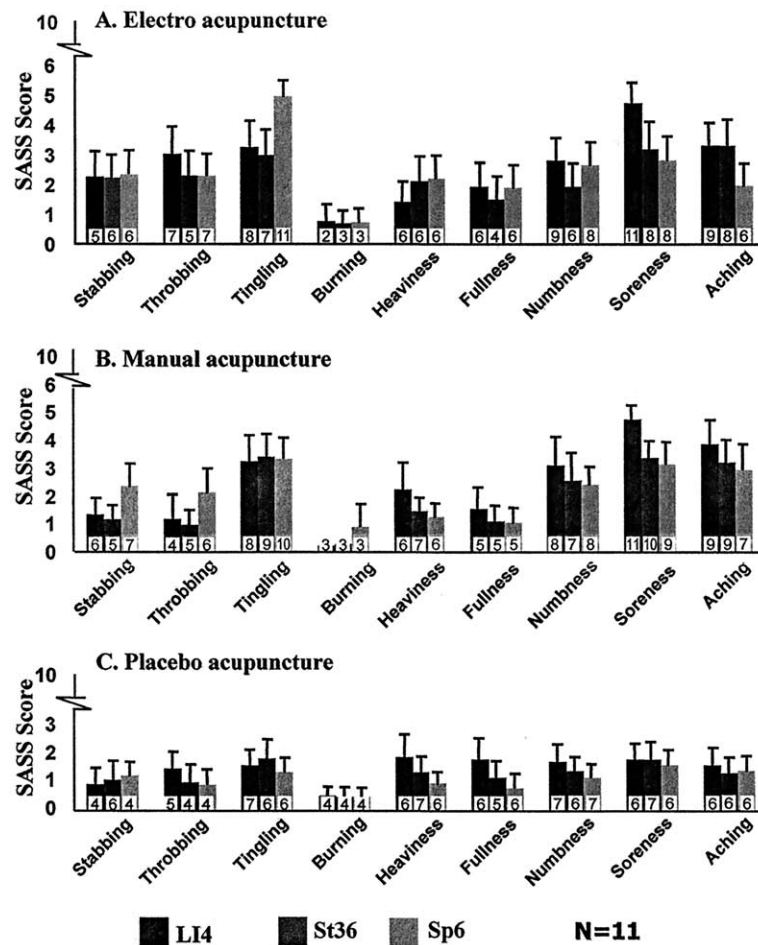 A. Electro acupuncture
SASS Score
10
6
5
4
3
2
1
0
5 6 6 7 5 7 8 7 11 2 3 3 6 6 6 6 4 6 9 6 8 11 8 8 9 8 6
Stabbing Throbbing Tingling Burning Heaviness Fullness Numbness Soreness Aching
B. Manual acupuncture
SASS Score
10
6
5
4
3
2
1
0
6 5 7 4 5 6 8 9 10 3 3 3 6 7 6 5 5 5 8 7 8 11 10 9 9 9 7
Stabbing Throbbing Tingling Burning Heaviness Fullness Numbness Soreness Aching
C. Placebo acupuncture
SASS Score
10
3
2
1
0
4 6 4 5 4 4 7 6 6 4 4 4 6 7 6 6 5 6 7 6 7 6 7 6 6 6 6
Stabbing Throbbing Tingling Burning Heaviness Fullness Numbness Soreness Aching
LI4 St36 Sp6 N=11